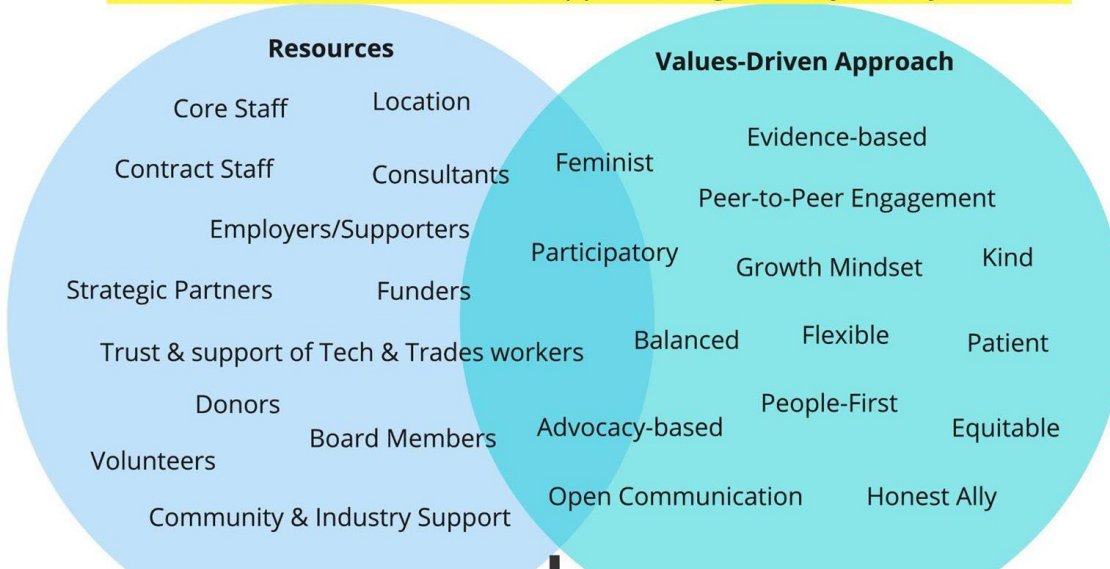 Resources
Core Staff
Location
Contract Staff
Consultants
Employers/Supporters
Strategic Partners
Funders
Trust & support of Tech & Trades workers
Donors
Board Members
Volunteers
Community & Industry Support
Values-Driven Approach
Evidence-based
Feminist
Peer-to-Peer Engagement
Participatory
Growth Mindset
Kind
Balanced
Flexible
Patient
People-First
Advocacy-based
Equitable
Open Communication
Honest Ally